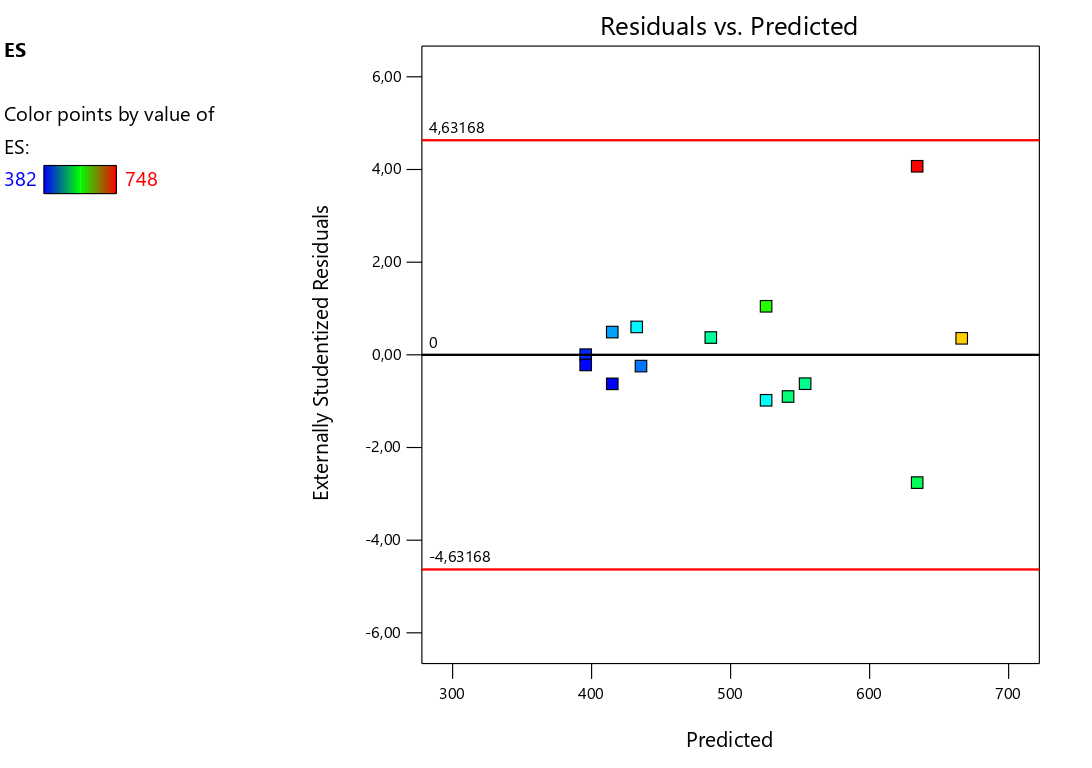 ES
Color points by value of
ES:
382 748
Residuals vs. Predicted
Externally Studentized Residuals
6,00
4,00
2,00
0,00
-2,00
-4,00
-6,00
4,63168
0
-4,63168
300 400 500 600 700
Predicted